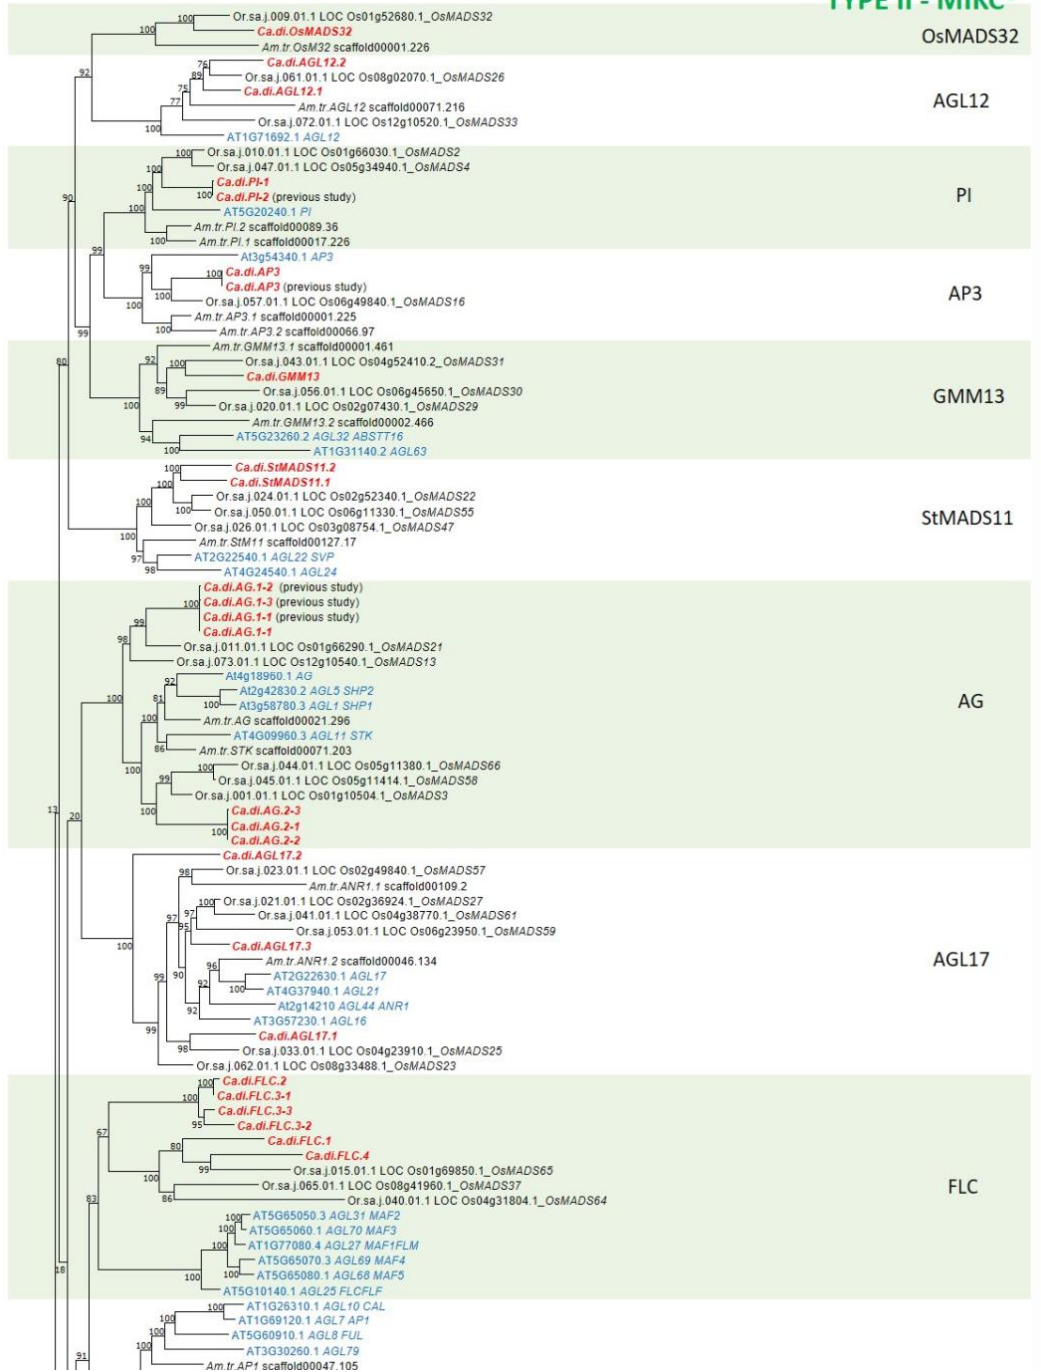 TYPE II - MIKC
100 Or.sa.j.009.01.1 LOC Os01g52680.1_OsMADS32
100 Ca.di.OsMADS32
Am.tr.OsM32 scaffold00001.226
OsMADS32
92
76 Ca.di.AGL12.2
89 Or.sa.j.061.01.1 LOC Os08g02070.1_OsMADS26
75 Ca.di.AGL12.1
77 Am.tr.AGL12 scaffold00071.216
Or.sa.j.072.01.1 LOC Os12g10520.1_OsMADS33
100 AT1G71692.1 AGL12
AGL12
100 Or.sa.j.010.01.1 LOC Os01g66030.1_OsMADS2
100 Or.sa.j.047.01.1 LOC Os05g34940.1_OsMADS4
100 Ca.di.PI-1
100 Ca.di.PI-2 (previous study)
90
100 AT5G20240.1 PI
Am.tr.PI.2 scaffold00089.36
100 Am.tr.PI.1 scaffold00017.226
PI
99
At3g54340.1 AP3
99 100 Ca.di.AP3
Ca.di.AP3 (previous study)
100 Or.sa.j.057.01.1 LOC Os06g49840.1_OsMADS16
100 Am.tr.AP3.1 scaffold00001.225
100 Am.tr.AP3.2 scaffold00066.97
AP3
99
Am.tr.GMM13.1 scaffold00001.461
80 92 100 Or.sa.j.043.01.1 LOC Os04g52410.2_OsMADS31
Ca.di.GMM13
89 Or.sa.j.056.01.1 LOC Os06g45650.1_OsMADS30
100 99 Or.sa.j.020.01.1 LOC Os02g07430.1_OsMADS29
Am.tr.GMM13.2 scaffold00002.466
94 AT5G23260.2 AGL32 ABSTT16
100 AT1G31140.2 AGL63
GMM13
100 Ca.di.StMADS11.2
100 Ca.di.StMADS11.1
100 Or.sa.j.024.01.1 LOC Os02g52340.1_OsMADS22
100 Or.sa.j.050.01.1 LOC Os06g11330.1_OsMADS55
Or.sa.j.026.01.1 LOC Os03g08754.1_OsMADS47
100 Am.tr.StM11 scaffold00127.17
97 AT2G22540.1 AGL22 SVP
98 AT4G24540.1 AGL24
StMADS11
Ca.di.AG.1-2 (previous study)
100 Ca.di.AG.1-3 (previous study)
99 Ca.di.AG.1-1 (previous study)
Ca.di.AG.1-1
98 Or.sa.j.011.01.1 LOC Os01g66290.1_OsMADS21
Or.sa.j.073.01.1 LOC Os12g10540.1_OsMADS13
92 At4g18960.1 AG
100 81 At2g42830.2 AGL5 SHP2
100 At3g58780.3 AGL1 SHP1
100 Am.tr.AG scaffold00021.296
AT4G09960.3 AGL11 STK
86 Am.tr.STK scaffold00071.203
100 100 Or.sa.j.044.01.1 LOC Os05g11380.1_OsMADS66
99 Or.sa.j.045.01.1 LOC Os05g11414.1_OsMADS58
Or.sa.j.001.01.1 LOC Os01g10504.1_OsMADS3
13 100 Ca.di.AG.2-3
20 100 Ca.di.AG.2-1
Ca.di.AG.2-2
AG
Ca.di.AGL17.2
98 Or.sa.j.023.01.1 LOC Os02g49840.1_OsMADS57
Am.tr.ANR1.1 scaffold00109.2
100 Or.sa.j.021.01.1 LOC Os02g36924.1_OsMADS27
97 97 Or.sa.j.041.01.1 LOC Os04g38770.1_OsMADS61
95 Or.sa.j.053.01.1 LOC Os06g23950.1_OsMADS59
100 Ca.di.AGL17.3
96 Am.tr.ANR1.2 scaffold00046.134
99 90 AT2G22630.1 AGL17
92 100 AT4G37940.1 AGL21
92 At2g14210 AGL44 ANR1
AT3G57230.1 AGL16
99 Ca.di.AGL17.1
98 Or.sa.j.033.01.1 LOC Os04g23910.1_OsMADS25
Or.sa.j.062.01.1 LOC Os08g33488.1_OsMADS23
AGL17
100 Ca.di.FLC.2
100 Ca.di.FLC.3-1
Ca.di.FLC.3-3
95 Ca.di.FLC.3-2
67 80 Ca.di.FLC.1
Ca.di.FLC.4
99 Or.sa.j.015.01.1 LOC Os01g69850.1_OsMADS65
100 Or.sa.j.065.01.1 LOC Os08g41960.1_OsMADS37
83 86 Or.sa.j.040.01.1 LOC Os04g31804.1_OsMADS64
100 AT5G65050.3 AGL31 MAF2
100 AT5G65060.1 AGL70 MAF3
100 AT1G77080.4 AGL27 MAF1FLM
AT5G65070.3 AGL69 MAF4
18 100 100 AT5G65080.1 AGL68 MAF5
AT5G10140.1 AGL25 FLCFLF
FLC
100 AT1G26310.1 AGL10 CAL
100 AT1G69120.1 AGL7 AP1
100 AT5G60910.1 AGL8 FUL
100 AT3G30260.1 AGL79
91 Am.tr.AP1 scaffold00047.105